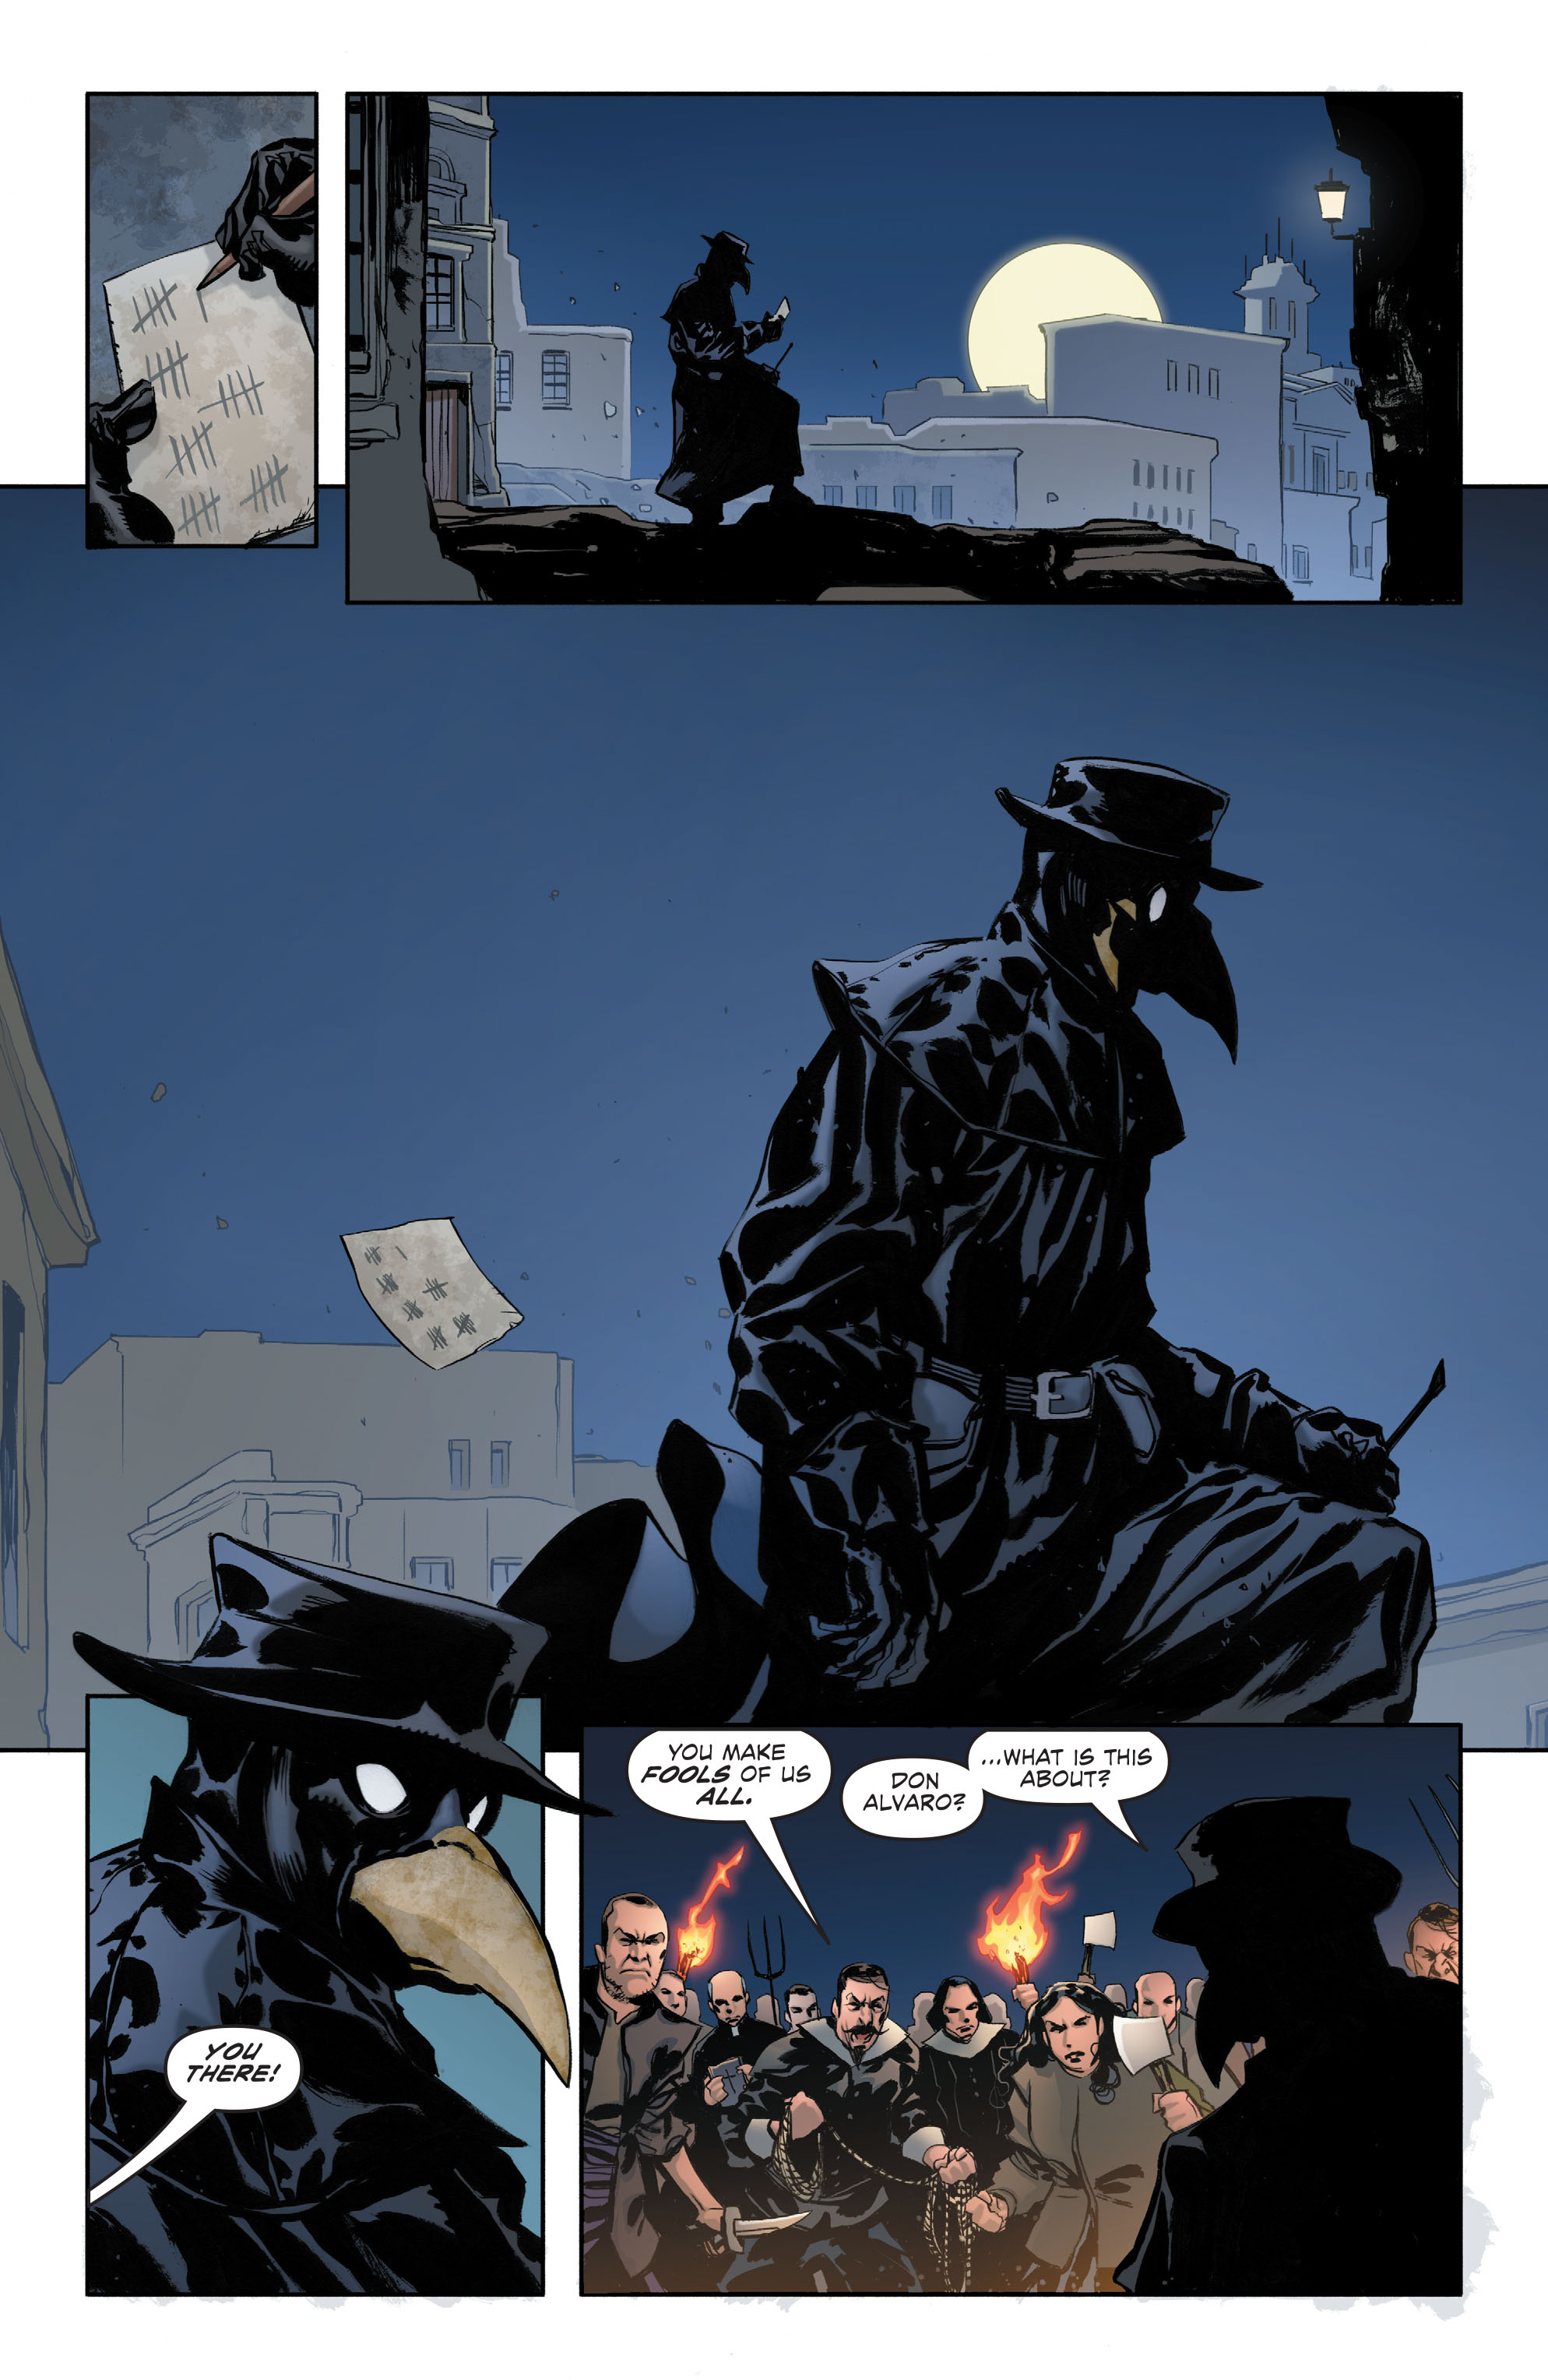 YOU
THERE!
YOU MAKE
FOOLS OF US
ALL.
DON
ALVARO?
...WHAT IS THIS
ABOUT?